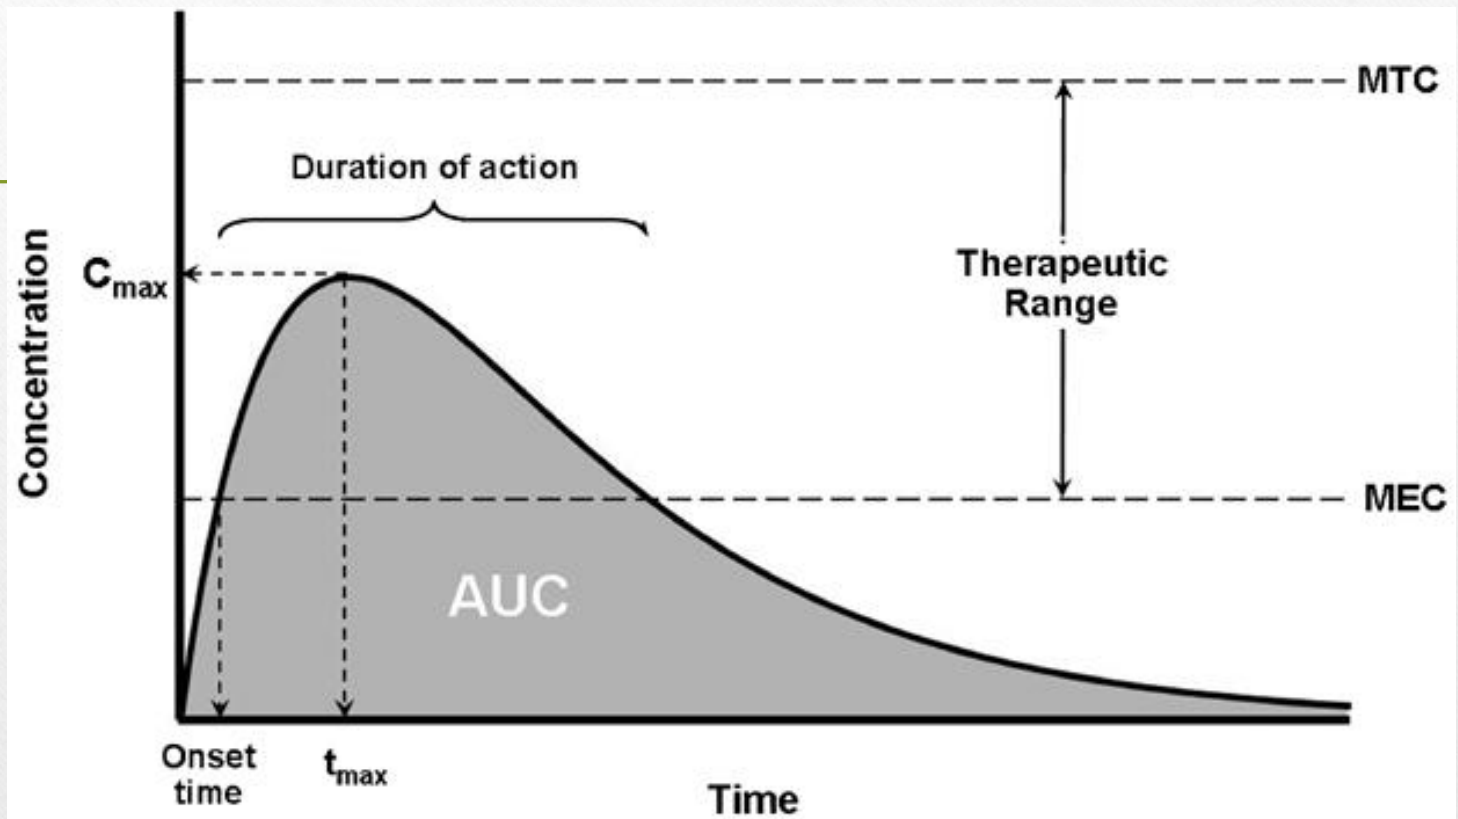 MTC
Duration of action
Concentration
Cmax
Therapeutic
Range
MEC
AUC
Onset
time
tmax
Time